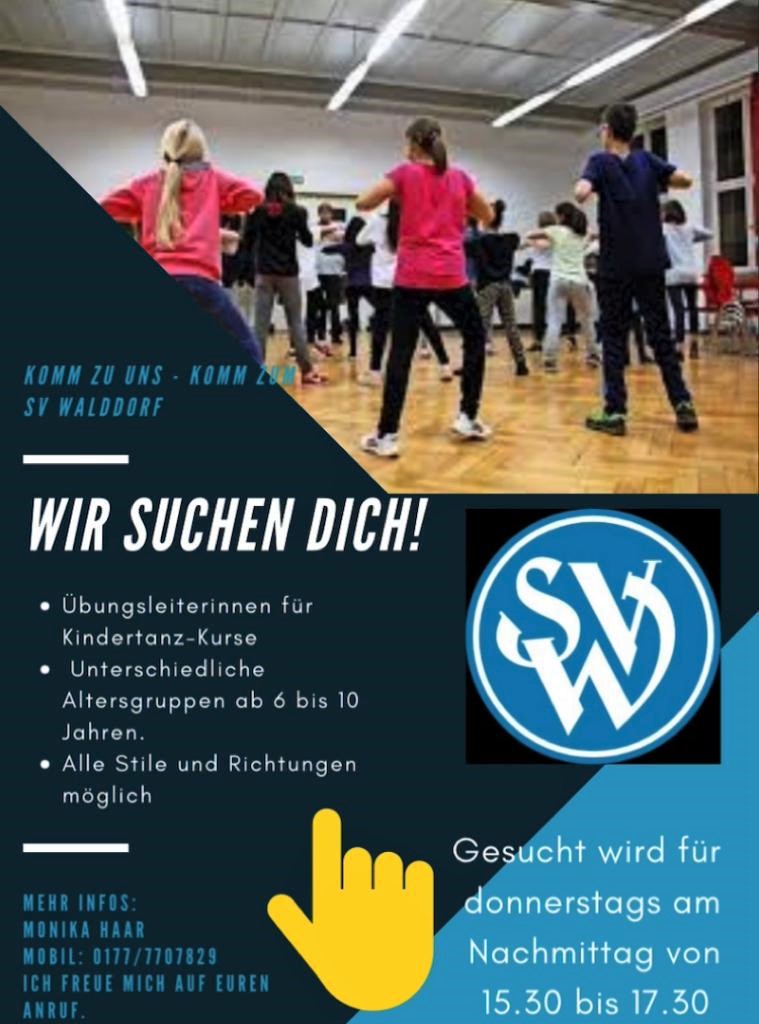 KOMM ZU UNS - KOMM ZUM
SV WALDDORF
WIR SUCHEN DICH!
• Übungsleiterinnen für
Kindertanz-Kurse
• Unterschiedliche
Altersgruppen ab 6 bis 10
Jahren.
• Alle Stile und Richtungen
möglich
SVW
Gesucht wird für
donnerstags am
Nachmittag von
15.30 bis 17.30
MEHR INFOS:
MONIKA HAAR
MOBIL: 0177/7707829
ICH FREUE MICH AUF EUREN
ANRUF.